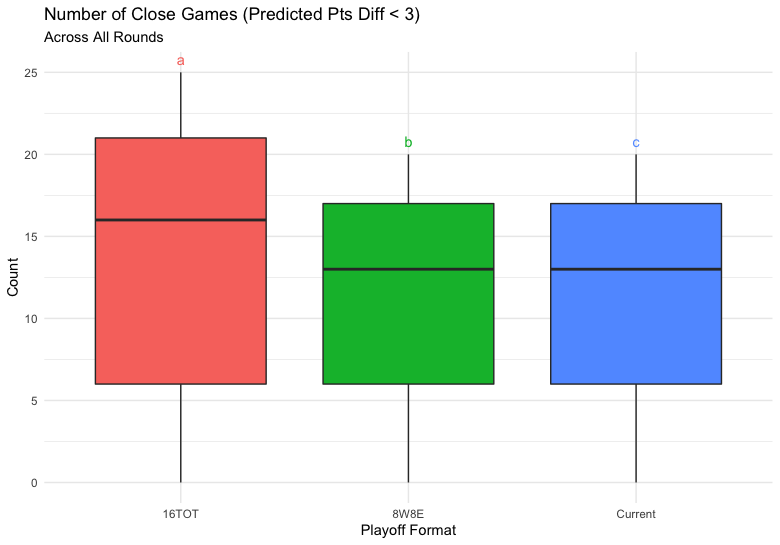 Number of Close Games (Predicted Pts Diff < 3)
Across All Rounds
a
b
c
25
20
15
10
5
0
Count
16TOT
8W8E
Current
Playoff Format